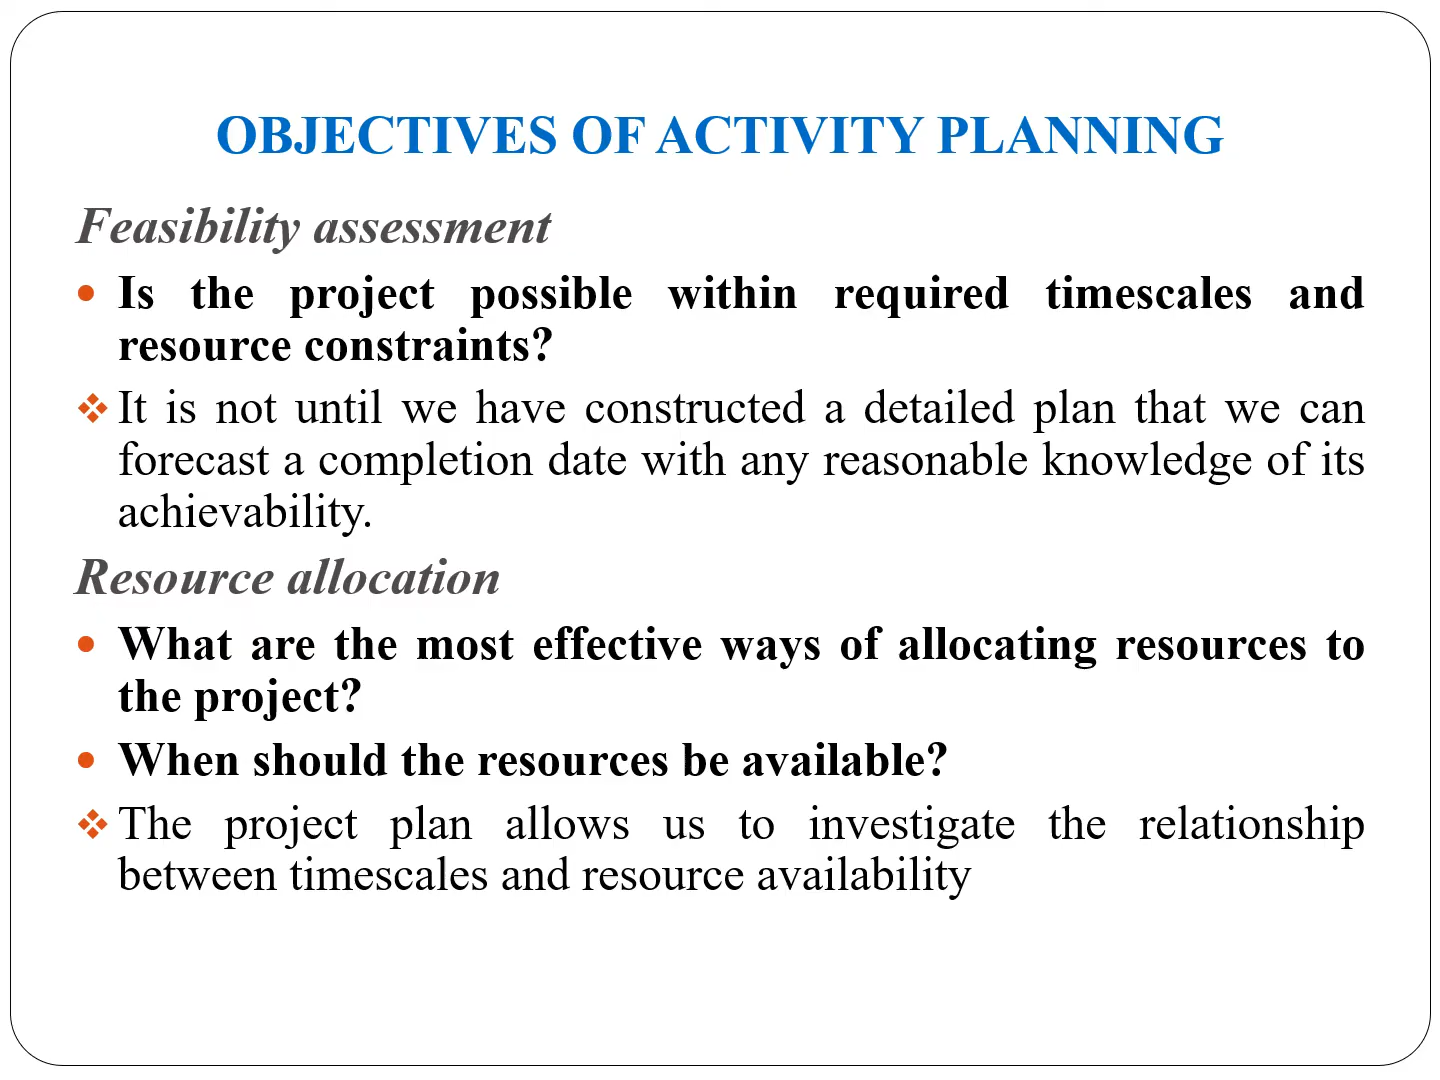 OBJECTIVES OF ACTIVITY PLANNING
Feasibility assessment
• Is the project possible within required timescales and
resource constraints?
❖ It is not until we have constructed a detailed plan that we can
forecast a completion date with any reasonable knowledge of its
achievability.
Resource allocation
• What are the most effective ways of allocating resources to
the project?
• When should the resources be available?
❖ The project plan allows us to investigate the relationship
between timescales and resource availability